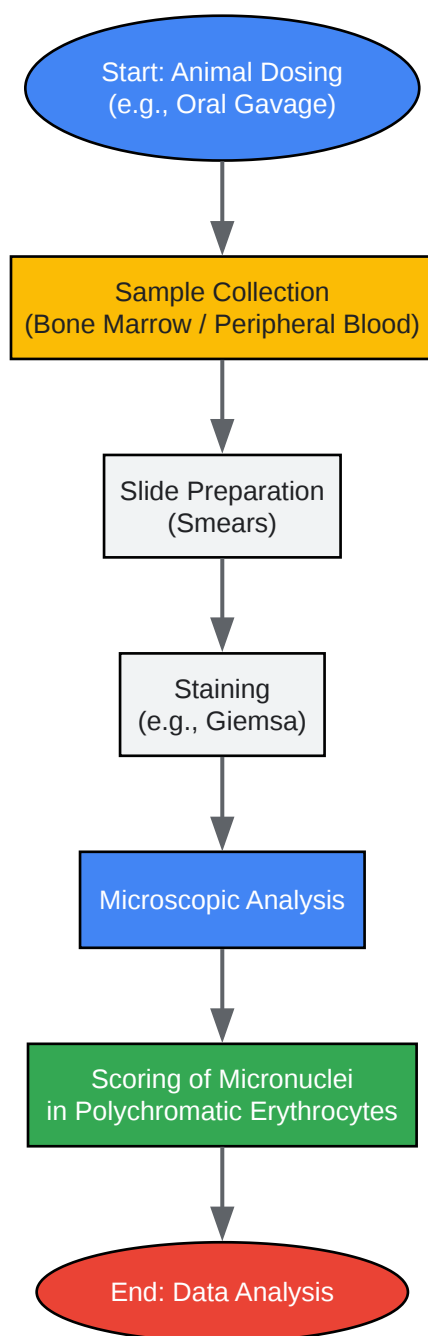 Start: Animal Dosing
(e.g., Oral Gavage)
Sample Collection
(Bone Marrow / Peripheral Blood)
Slide Preparation
(Smears)
Staining
(e.g., Giemsa)
Microscopic Analysis
Scoring of Micronuclei
in Polychromatic Erythrocytes
End: Data Analysis